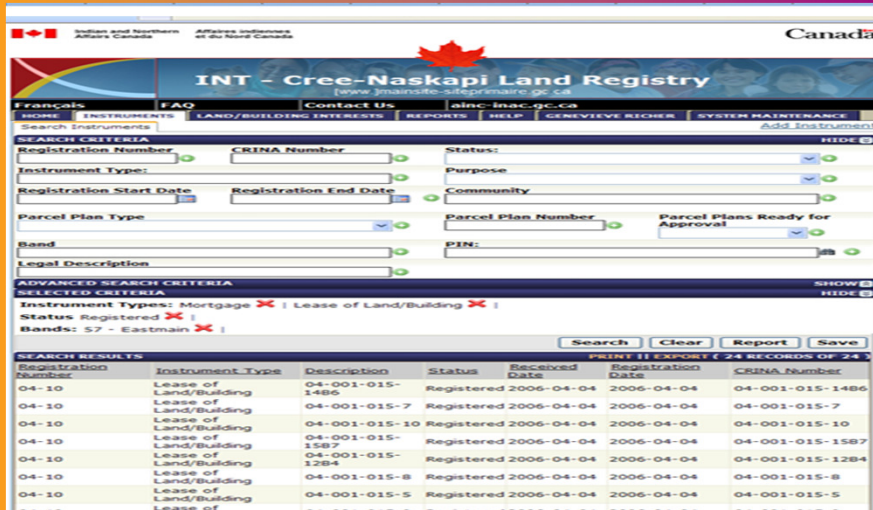 Indian and Northern Affaires indiennes
Affairs Canada et du Nord Canada
Canada
INT - Cree-Naskapi Land Registry
[www.]mainsite-siteprimaire.gc.ca
Français FAQ Contact Us ainc-inac.gc.ca
HOME INSTRUMENTS LAND/BUILDING INTERESTS REPORTS HELP GENEVIEVE RICHER SYSTEM MAINTENANCE
Search Instruments Add Instrument
SEARCH CRITERIA HIDE
Registration Number CRINA Number Status:
Instrument Type: Purpose
Registration Start Date Registration End Date Community
Parcel Plan Type Parcel Plan Number Parcel Plans Ready for
Approval
Band PIN:
Legal Description
ADVANCED SEARCH CRITERIA SHOW
SELECTED CRITERIA HIDE
Instrument Types: Mortgage | Lease of Land/Building |
Status Registered |
Bands: 57 - Eastmain |
Search Clear Report Save
SEARCH RESULTS PRINT || EXPORT ( 24 RECORDS OF 24 )
Registration Number Instrument Type Description Status Received Date Registration Date CRINA Number
04-10 Lease of Land/Building 04-001-015-1486 Registered 2006-04-04 2006-04-04 04-001-015-1486
04-10 Lease of Land/Building 04-001-015-7 Registered 2006-04-04 2006-04-04 04-001-015-7
04-10 Lease of Land/Building 04-001-015-10 Registered 2006-04-04 2006-04-04 04-001-015-10
04-10 Lease of Land/Building 04-001-015-1587 Registered 2006-04-04 2006-04-04 04-001-015-1587
04-10 Lease of Land/Building 04-001-015-1284 Registered 2006-04-04 2006-04-04 04-001-015-1284
04-10 Lease of Land/Building 04-001-015-8 Registered 2006-04-04 2006-04-04 04-001-015-8
04-10 Lease of Land/Building 04-001-015-5 Registered 2006-04-04 2006-04-04 04-001-015-5
Lease of